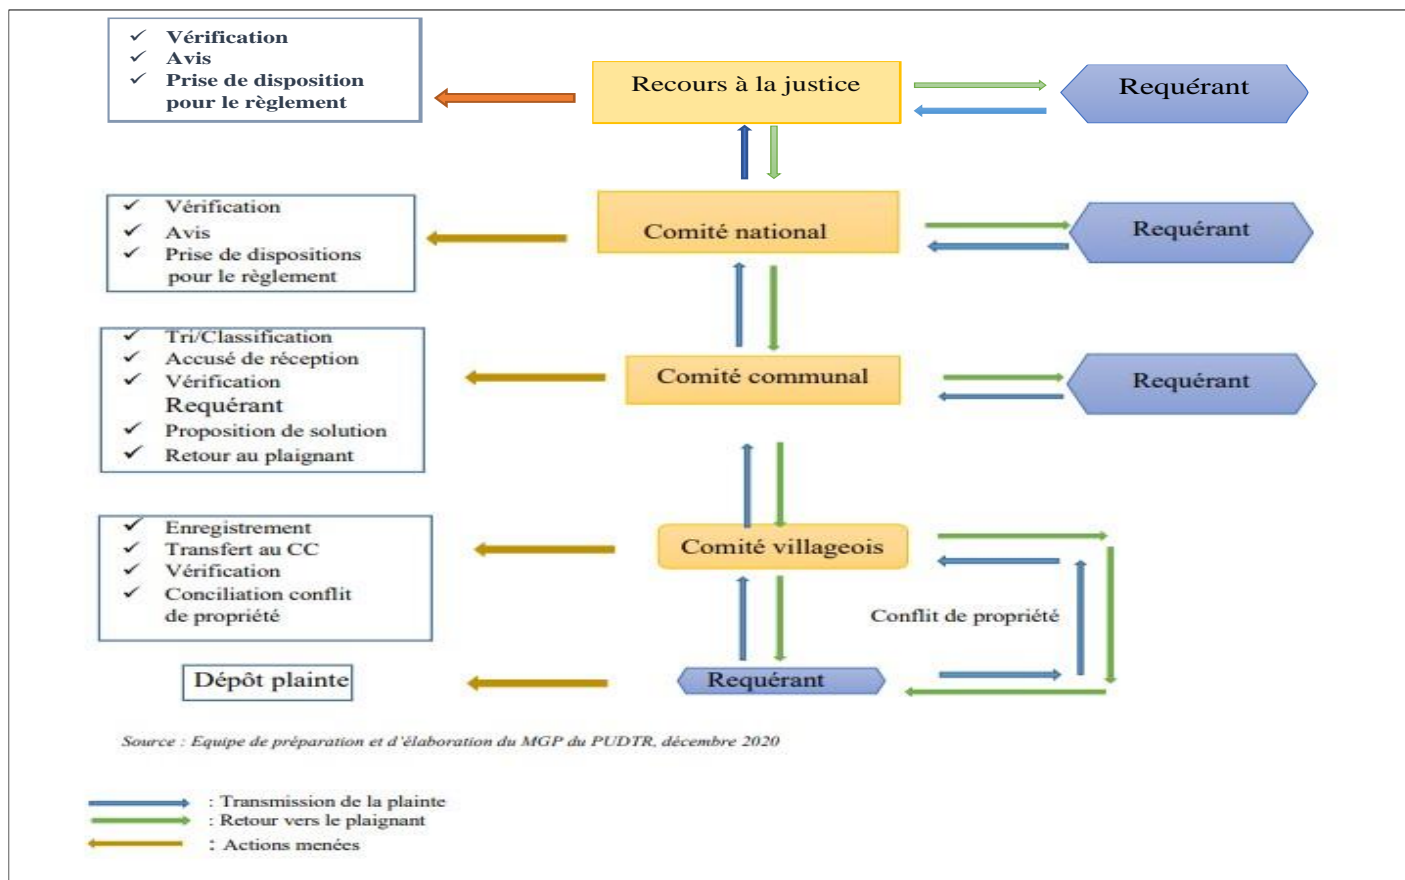 ✓ Vérification
✓ Avis
✓ Prise de disposition
pour le règlement
Recours à la justice
Requérant
✓ Vérification
✓ Avis
✓ Prise de dispositions
pour le règlement
Comité national
Requérant
✓ Tri/Classification
✓ Accusé de réception
✓ Vérification
Requérant
✓ Proposition de solution
✓ Retour au plaignant
Comité communal
Requérant
✓ Enregistrement
✓ Transfert au CC
✓ Vérification
✓ Conciliation conflit
de propriété
Comité villageois
Conflit de propriété
Dépôt plainte
Requérant
Source : Equipe de préparation et d'élaboration du MGP du PUDTR, décembre 2020
: Transmission de la plainte
: Retour vers le plaignant
: Actions menées